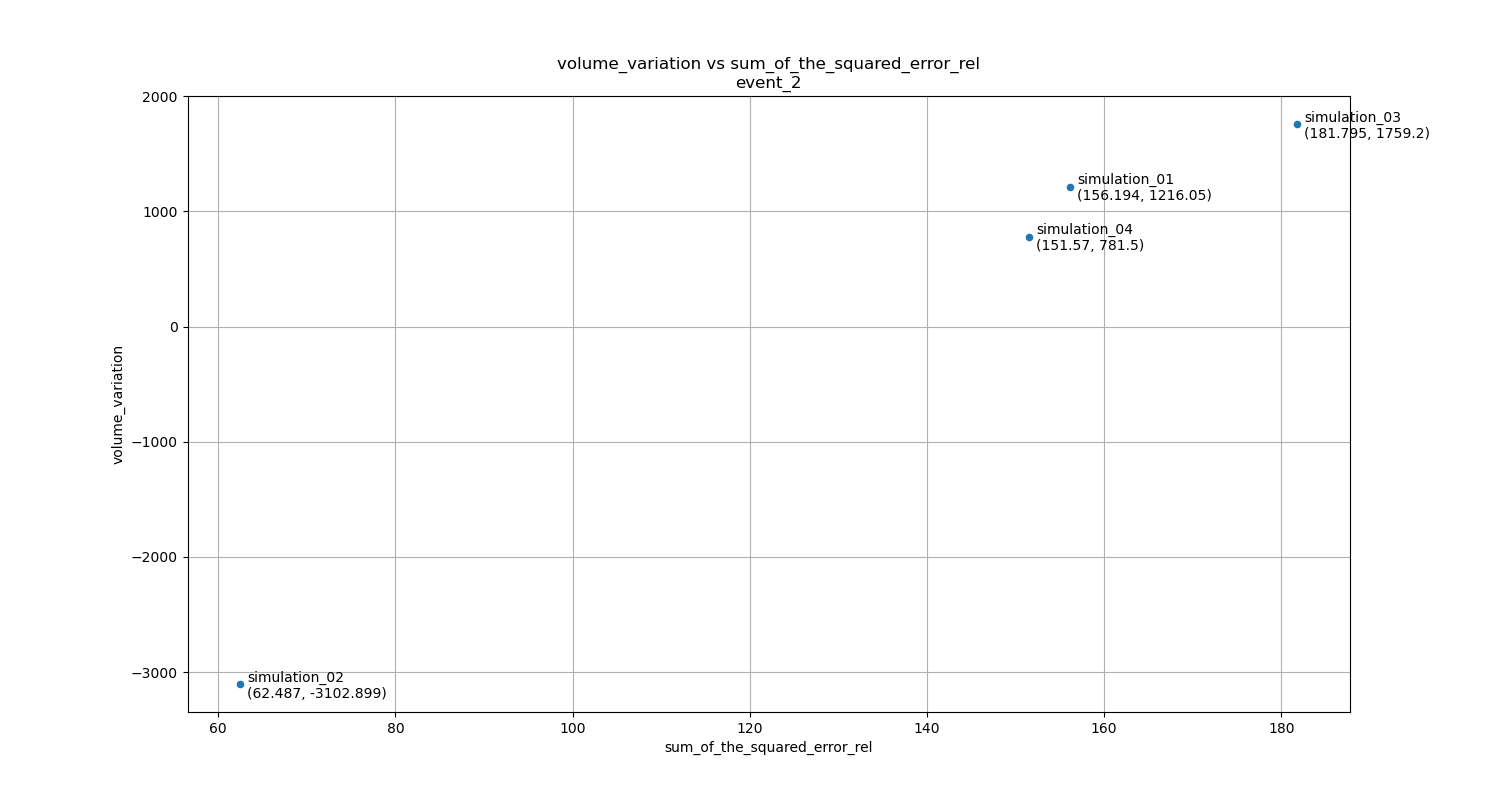 volume_variation vs sum_of_the_squared_error_rel
event_2
2000
1000
0
−1000
−2000
−3000
volume_variation
simulation_03
(181.795, 1759.2)
simulation_01
(156.194, 1216.05)
simulation_04
(151.57, 781.5)
simulation_02
(62.487, -3102.899)
60
80
100
120
140
160
180
sum_of_the_squared_error_rel